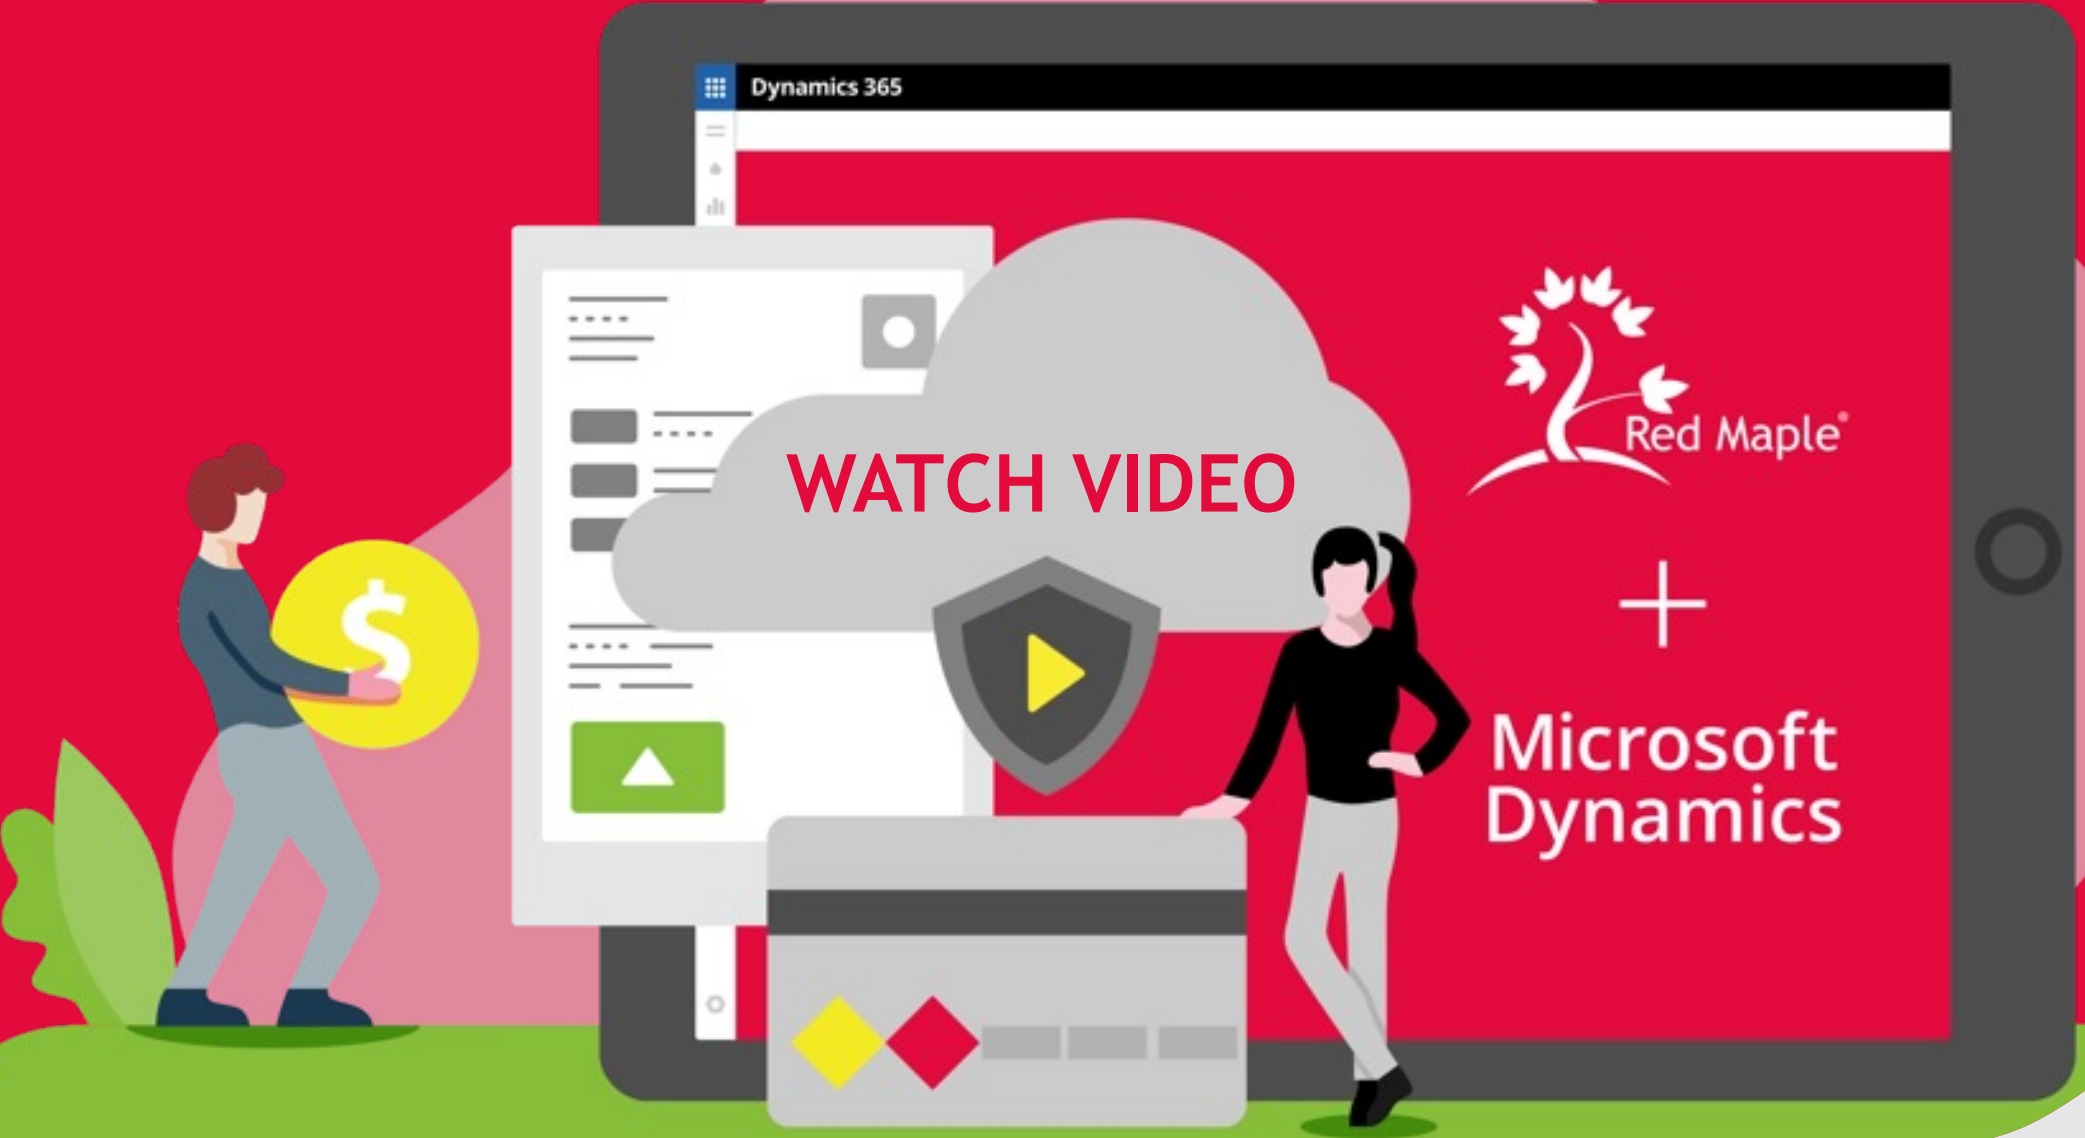 Dynamics 365
Red Maple®
WATCH VIDEO
$
+
Microsoft
Dynamics